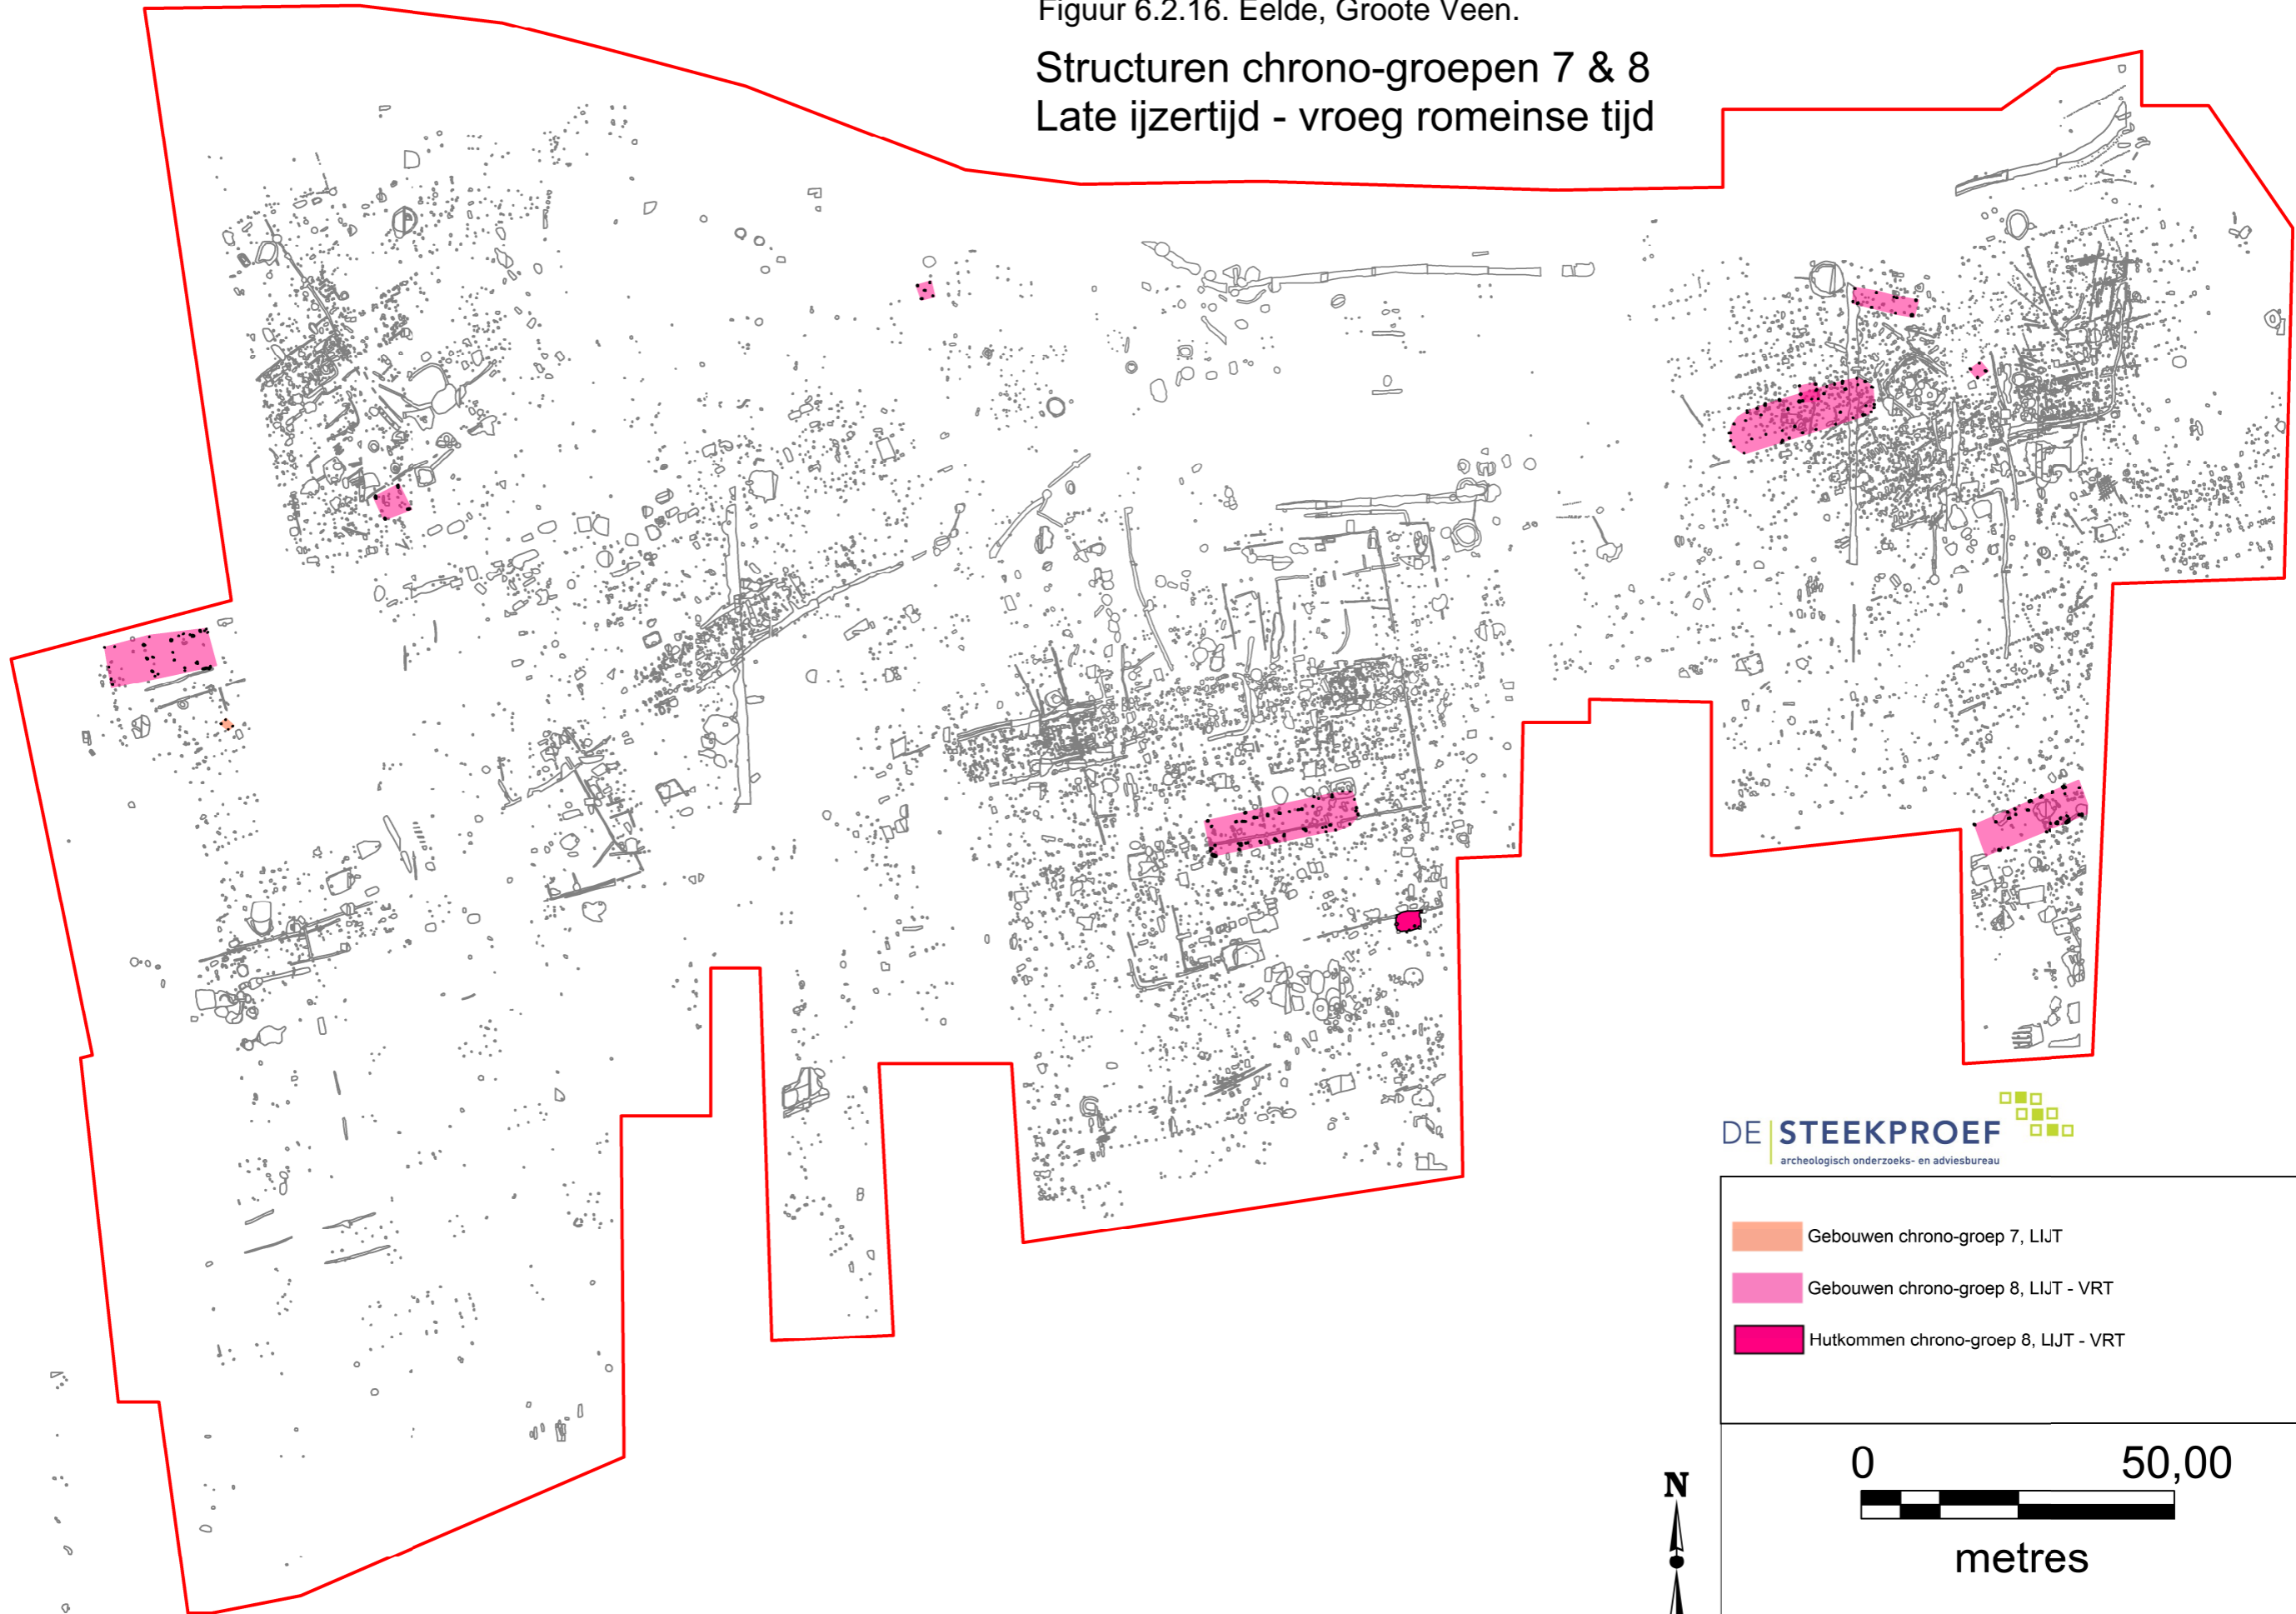 Figuur 6.2.16. Eelde, Groote Veen.
Structuren chrono-groepen 7 & 8
Late ijzertijd - vroeg romeinse tijd
DE STEEKPROEF
archeologisch onderzoeks- en adviesbureau
Gebouwen chrono-groep 7, LIJT
Gebouwen chrono-groep 8, LIJT - VRT
Hutkommen chrono-groep 8, LIJT - VRT
N
0 50,00
metres